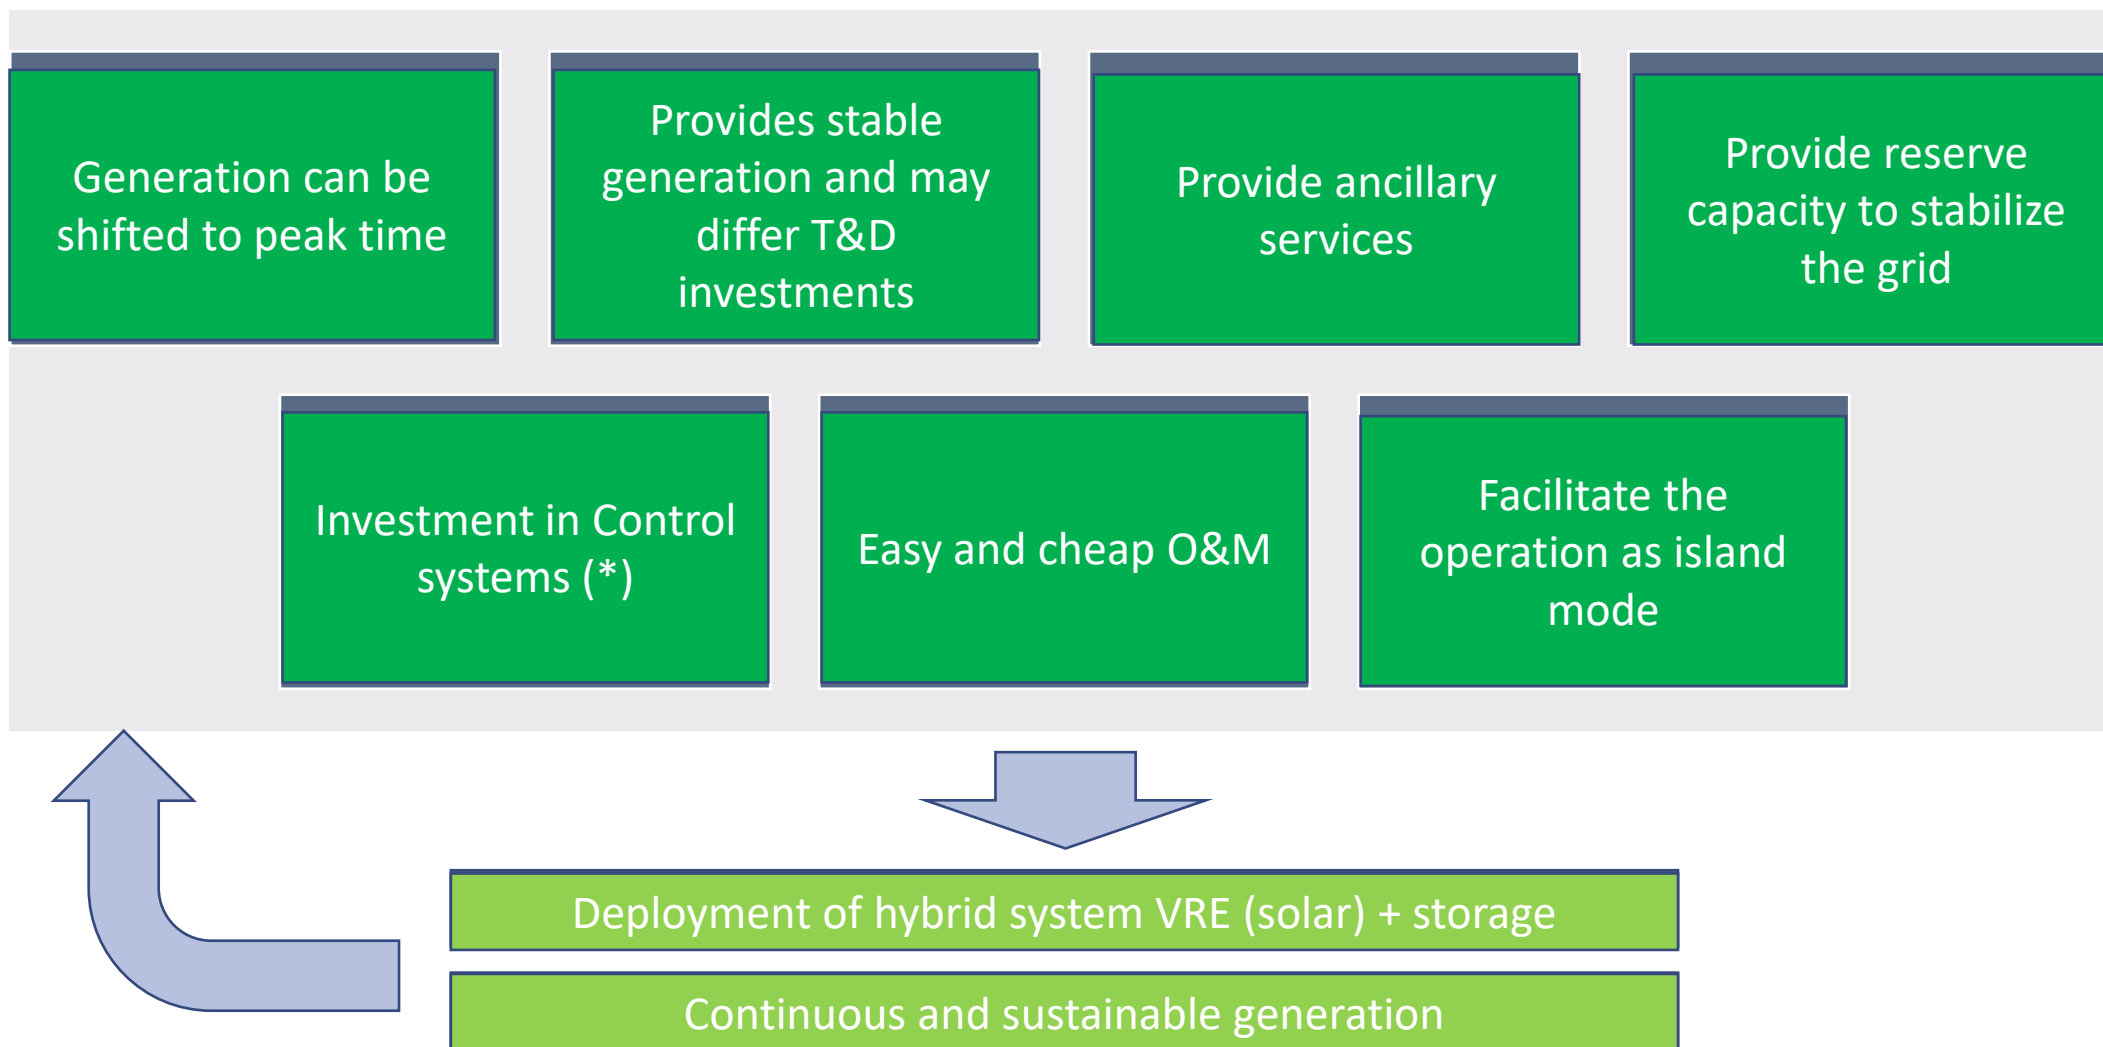 Generation can be
shifted to peak time
Provides stable
generation and may
differ T&D
investments
Provide ancillary
services
Provide reserve
capacity to stabilize
the grid
Investment in Control
systems (*)
Easy and cheap O&M
Facilitate the
operation as island
mode
Deployment of hybrid system VRE (solar) + storage
Continuous and sustainable generation